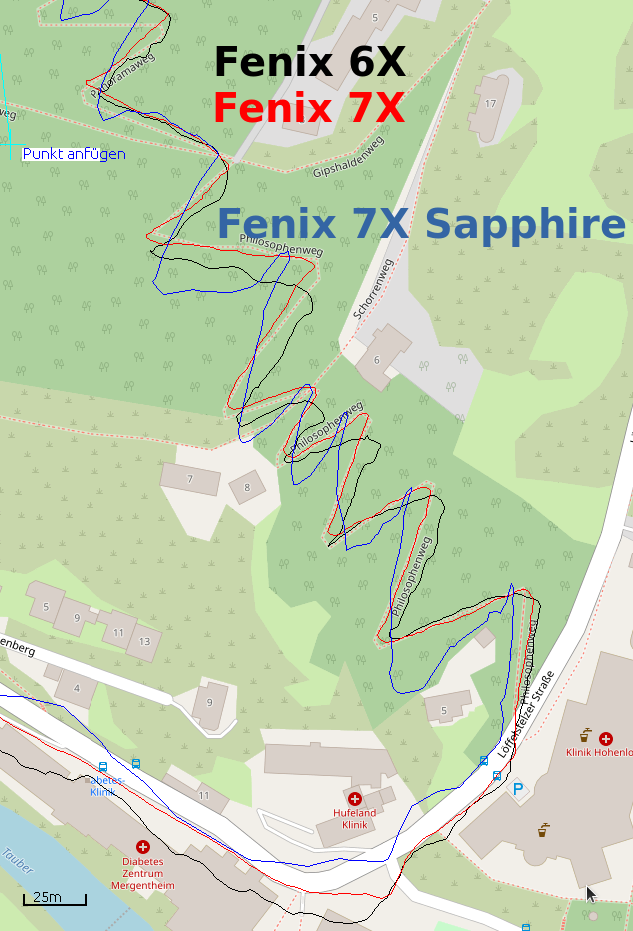 5
Fenix 6X
Panoramaweg
Fenix 7X
17
Punkt anfügen
Gipshaldenweg
Fenix 7X Sapphire
Philosophenweg
Schorrenweg
6
Philosophenweg
7
8
Philosophenweg
5
9
11
13
Philosophenweg
enberg
4
9
5
Löffelstelzer Straße
Klinik Hohenlo
abetes-
Klinik
11
P
Hufeland
Klinik
Tauber
Diabetes
Zentrum
Mergentheim
25m